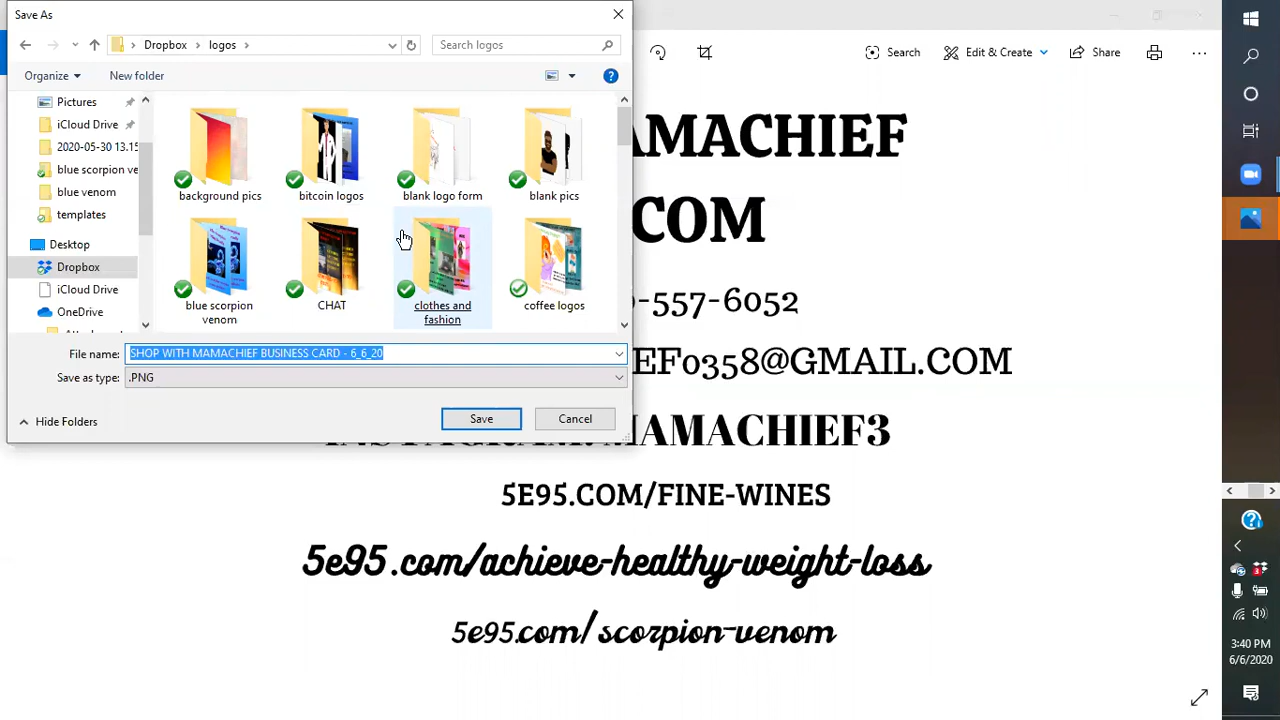 Save As
Dropbox > logos >
Search logos
Organize
New folder
Pictures
iCloud Drive
2020-05-30 13.15
blue scorpion ve
blue venom
templates
Desktop
Dropbox
iCloud Drive
OneDrive
background pics
bitcoin logos
blank logo form
blank pics
blue scorpion venom
CHAT
clothes and fashion
coffee logos
File name: SHOP WITH MAMACHIEF BUSINESS CARD - 6_6_20
Save as type: .PNG
Hide Folders
Save
Cancel
Search
Edit & Create
Share
AMACHIEF
COM
-557-6052
EF0358@GMAIL.COM
MAMACHIEF3
5E95.COM/FINE-WINES
5e95.com/achieve-healthy-weight-loss
5e95.com/scorpion-venom
3:40 PM
6/6/2020